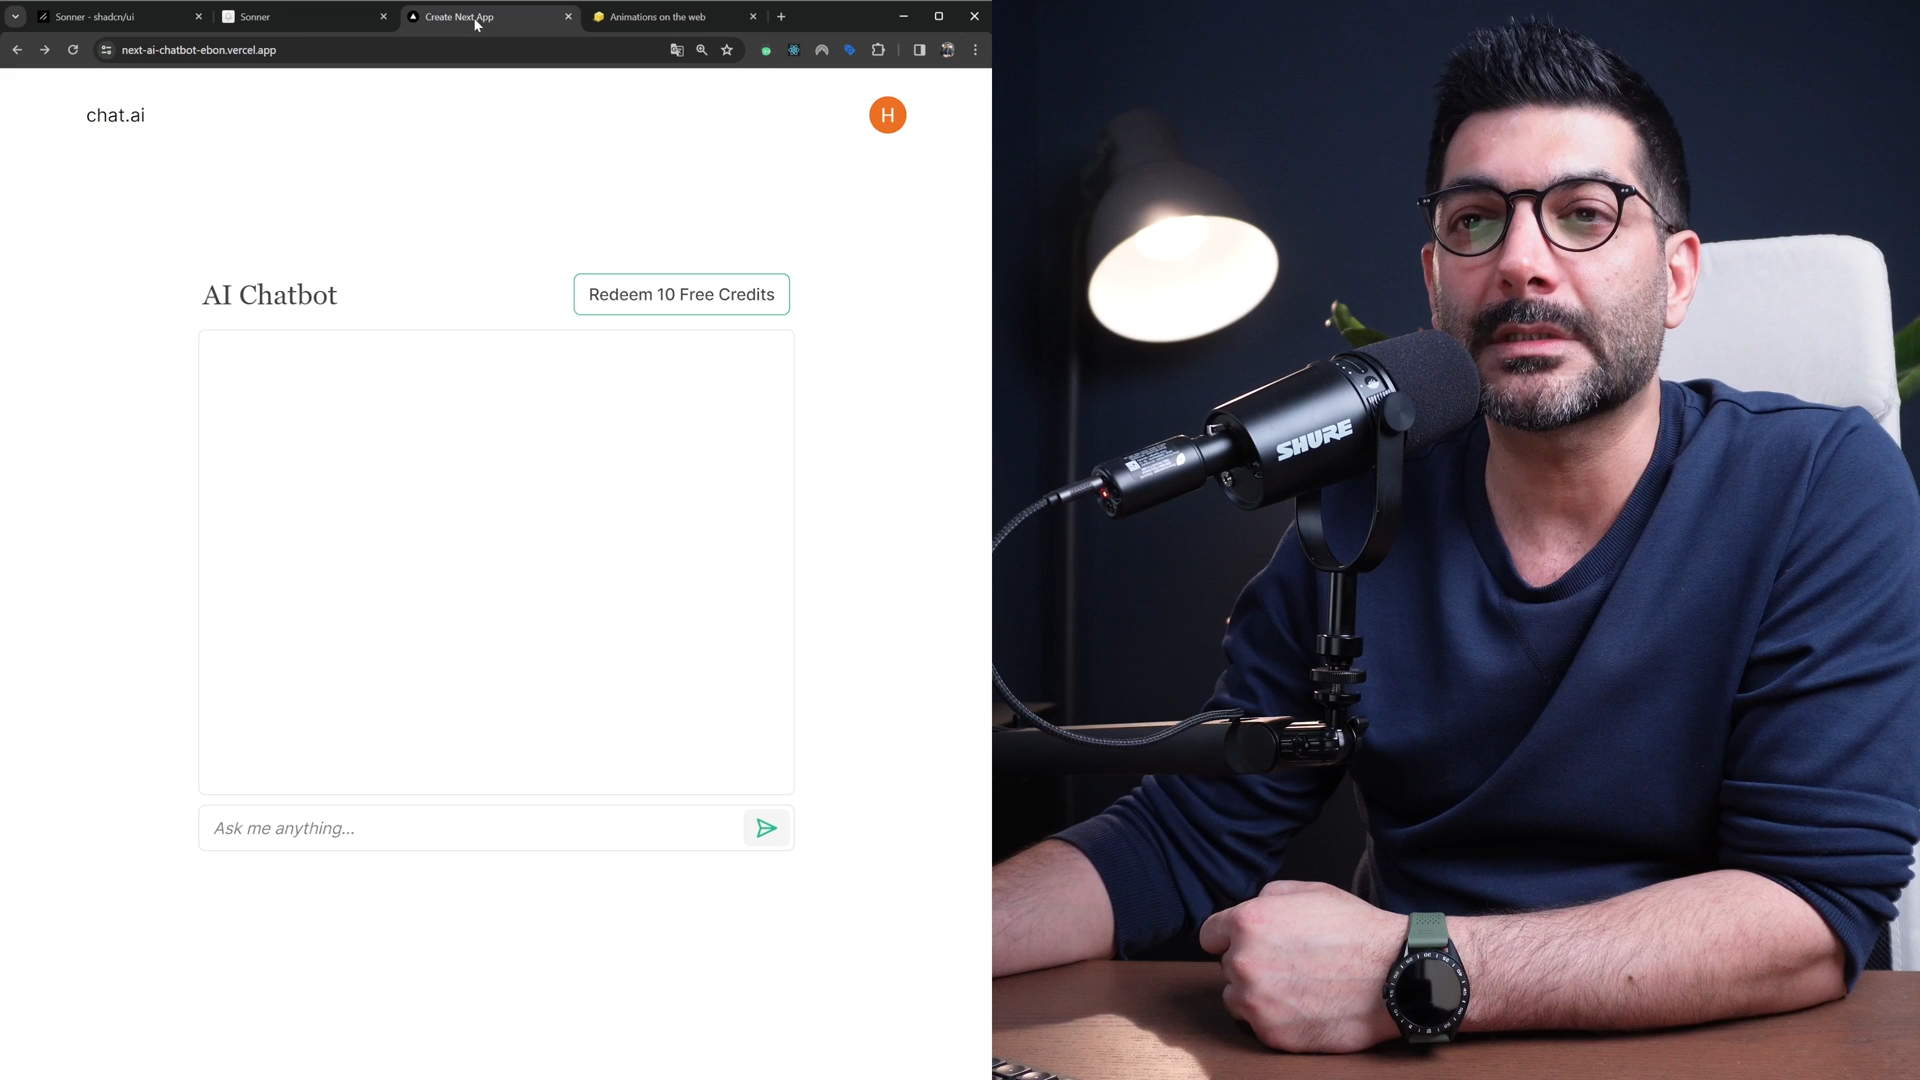 Sonner - shadcn/ui
Sonner
Create Next App
Animations on the web
next-ai-chatbot-ebon.vercel.app
chat.ai
H
AI Chatbot
Redeem 10 Free Credits
Ask me anything...
SHURE